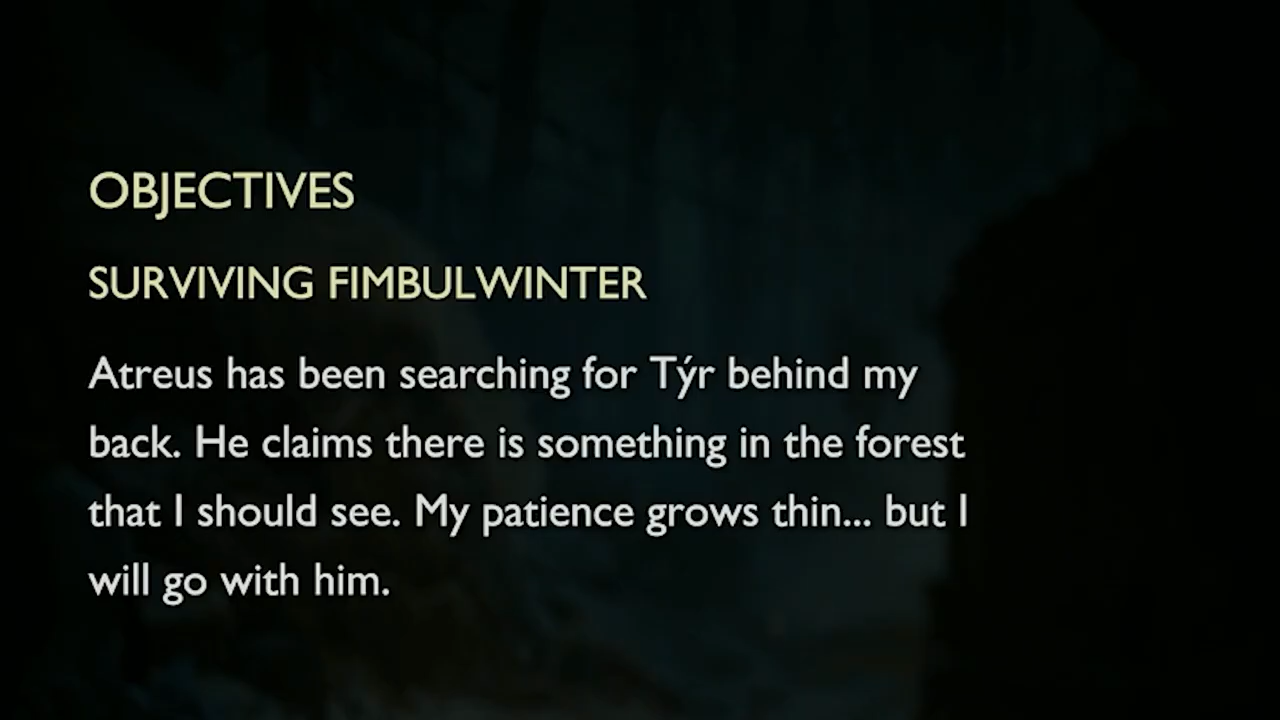 OBJECTIVES
SURVIVING FIMBULWINTER
Atreus has been searching for Týr behind my
back. He claims there is something in the forest
that I should see. My patience grows thin... but I
will go with him.